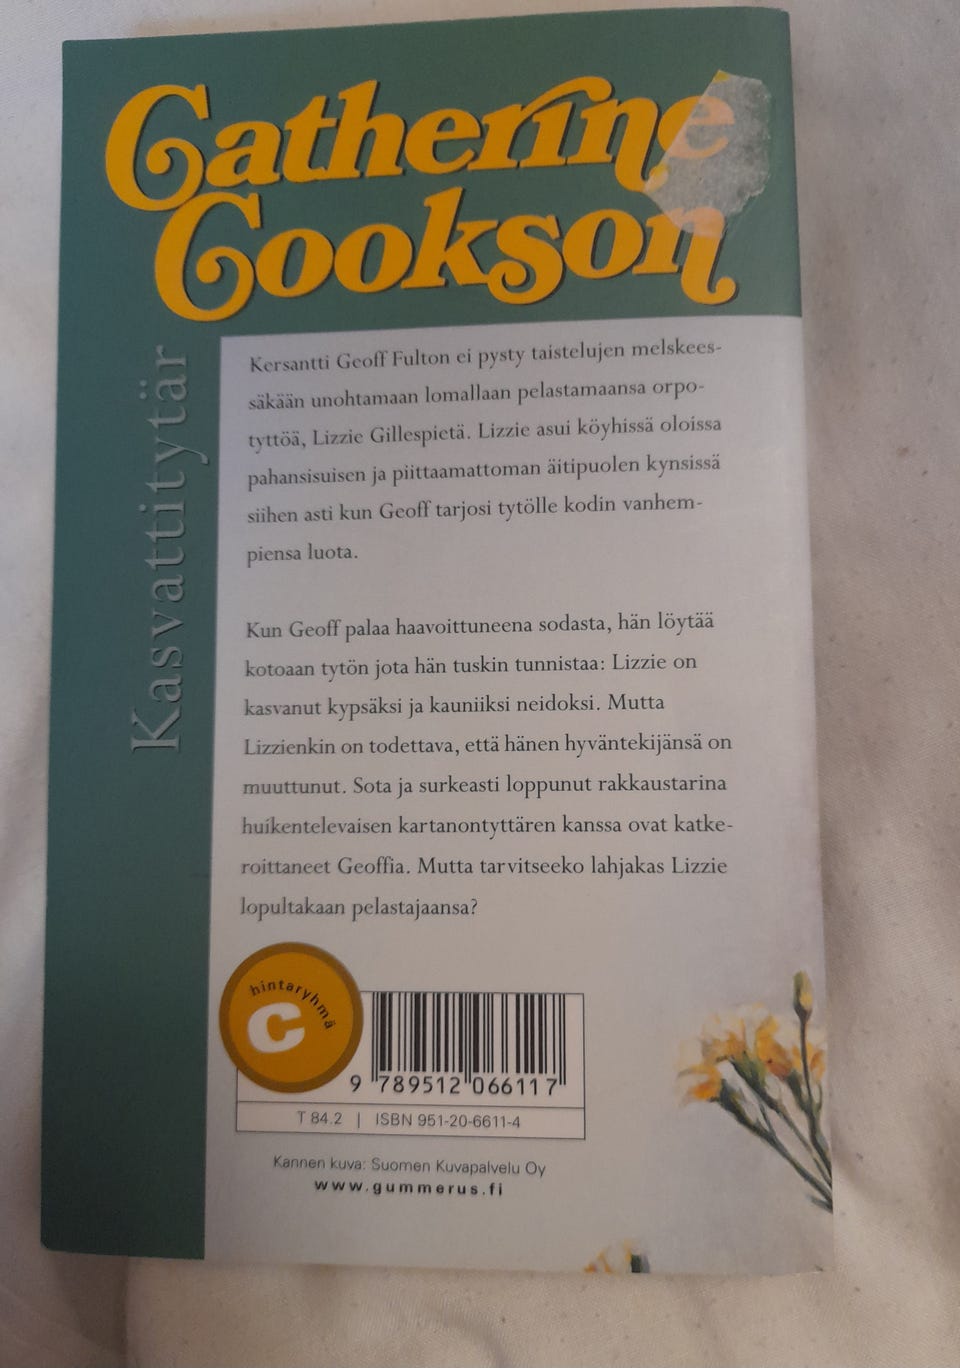 Catherine
Cookson
Kasvattitytär
Kersantti Geoff Fulton ei pysty taistelujen melskees-
säkään unohtamaan lomallaan pelastamaansa orpo-
tyttöä, Lizzie Gillespietä. Lizzie asui köyhissä oloissa
pahansisuisen ja piittaamattoman äitipuolen kynsissä
siihen asti kun Geoff tarjosi tytölle kodin vanhem-
piensa luota.
Kun Geoff palaa haavoittuneena sodasta, hän löytää
kotoaan tytön jota hän tuskin tunnistaa: Lizzie on
kasvanut kypsäksi ja kauniiksi neidoksi. Mutta
Lizzienkin on todettava, että hänen hyväntekijänsä on
muuttunut. Sota ja surkeasti loppunut rakkaustarina
huikentelevaisen kartanontyttären kanssa ovat katke-
roittaneet Geoffia. Mutta tarvitseeko lahjakas Lizzie
lopultakaan pelastajaansa?
hintaryhmä
C
9 789512 066117
T 84.2 | ISBN 951-20-6611-4
Kannen kuva: Suomen Kuvapalvelu Oy
www.gummerus.fi